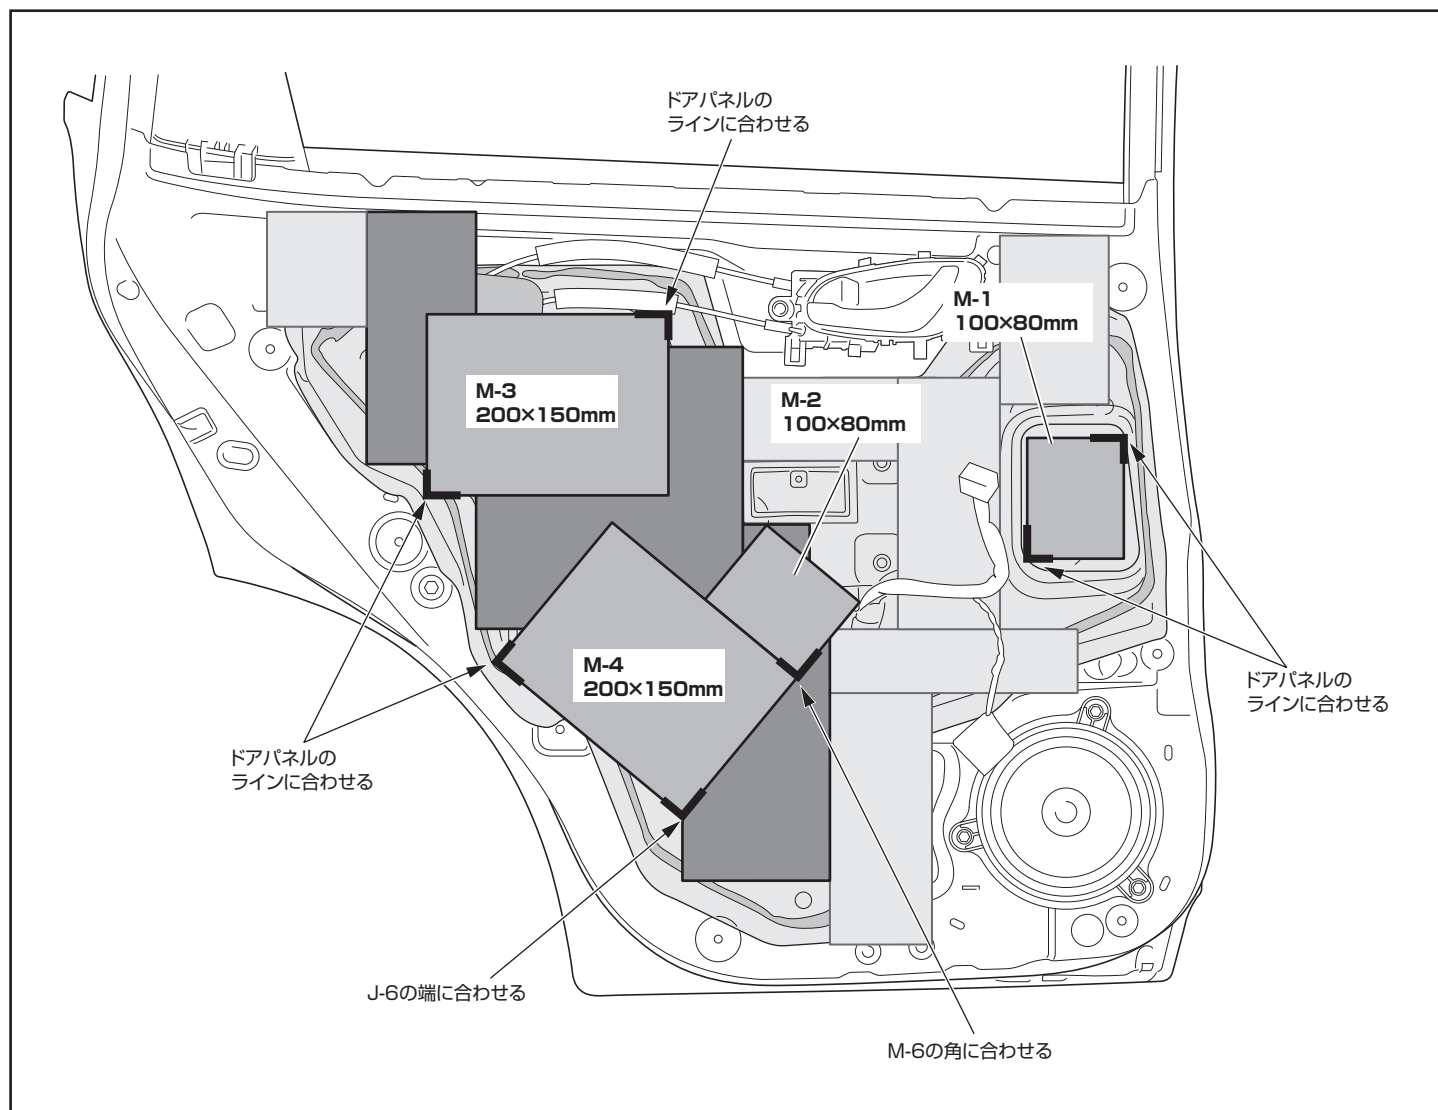 ドアパネルの
ラインに合わせる
M-1
100×80mm
M-3
200×150mm
M-2
100×80mm
M-4
200×150mm
ドアパネルの
ラインに合わせる
ドアパネルの
ラインに合わせる
J-6の端に合わせる
M-6の角に合わせる